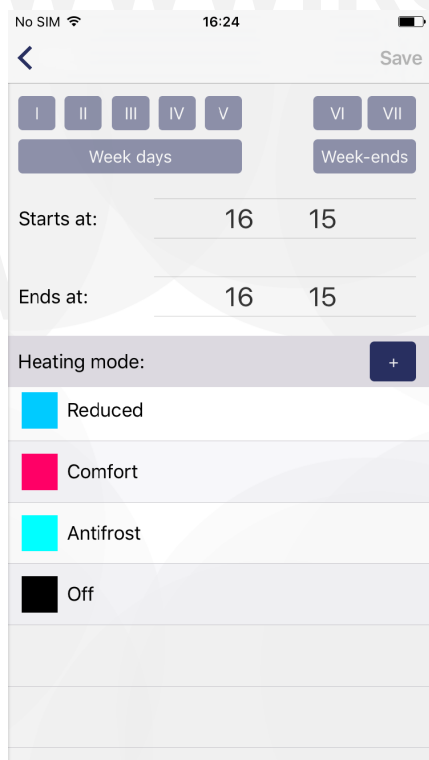 No SIM 16:24
Save
I II III IV V VI VII
Week days Week-ends
Starts at: 16 15
Ends at: 16 15
Heating mode: +
Reduced
Comfort
Antifrost
Off